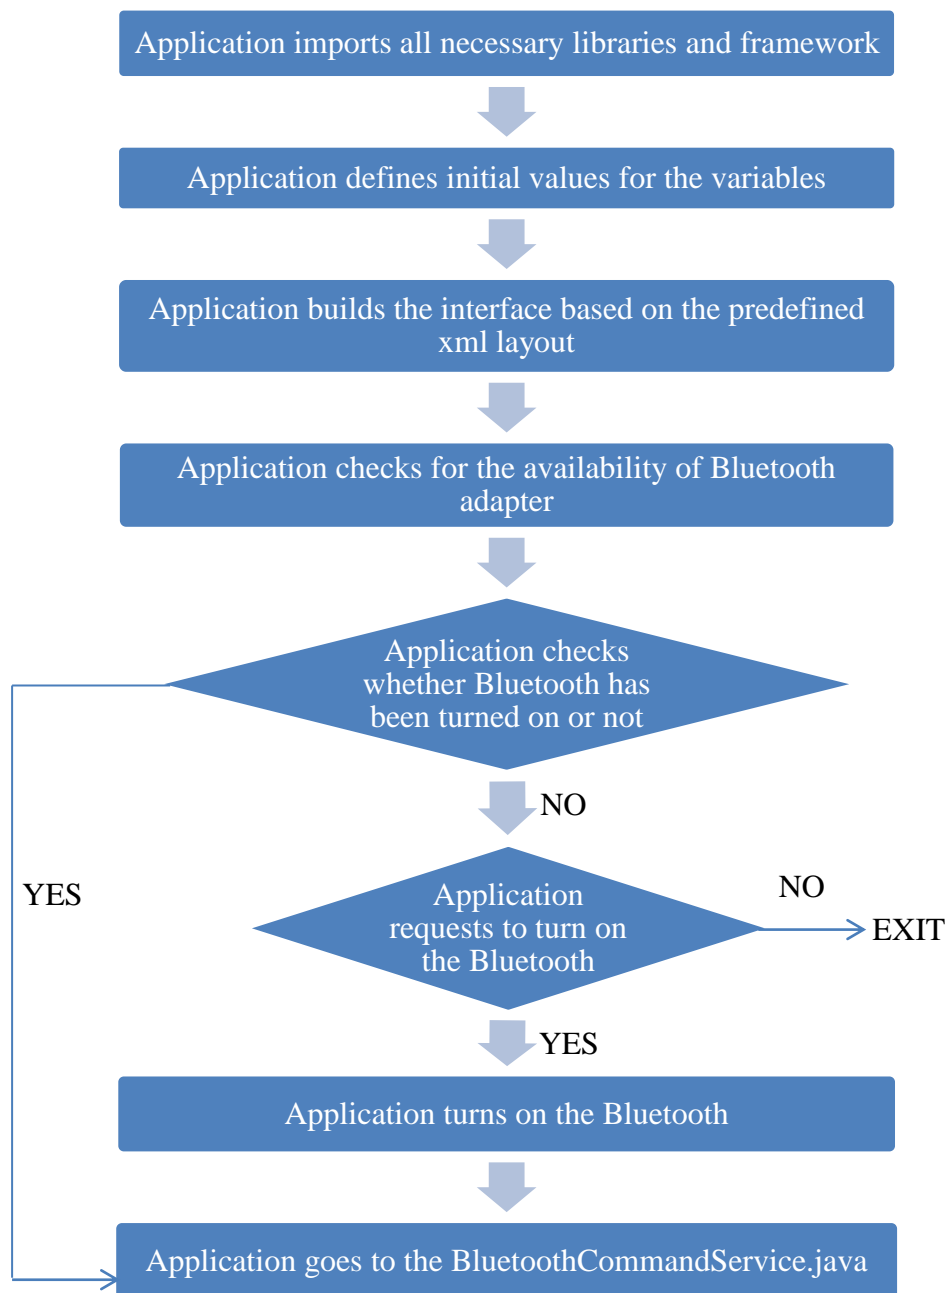 Application imports all necessary libraries and framework
Application defines initial values for the variables
Application builds the interface based on the predefined
xml layout
Application checks for the availability of Bluetooth
adapter
Application checks
whether Bluetooth has
been turned on or not
NO
YES
Application
requests to turn on
the Bluetooth
NO
EXIT
YES
Application turns on the Bluetooth
Application goes to the BluetoothCommandService.java